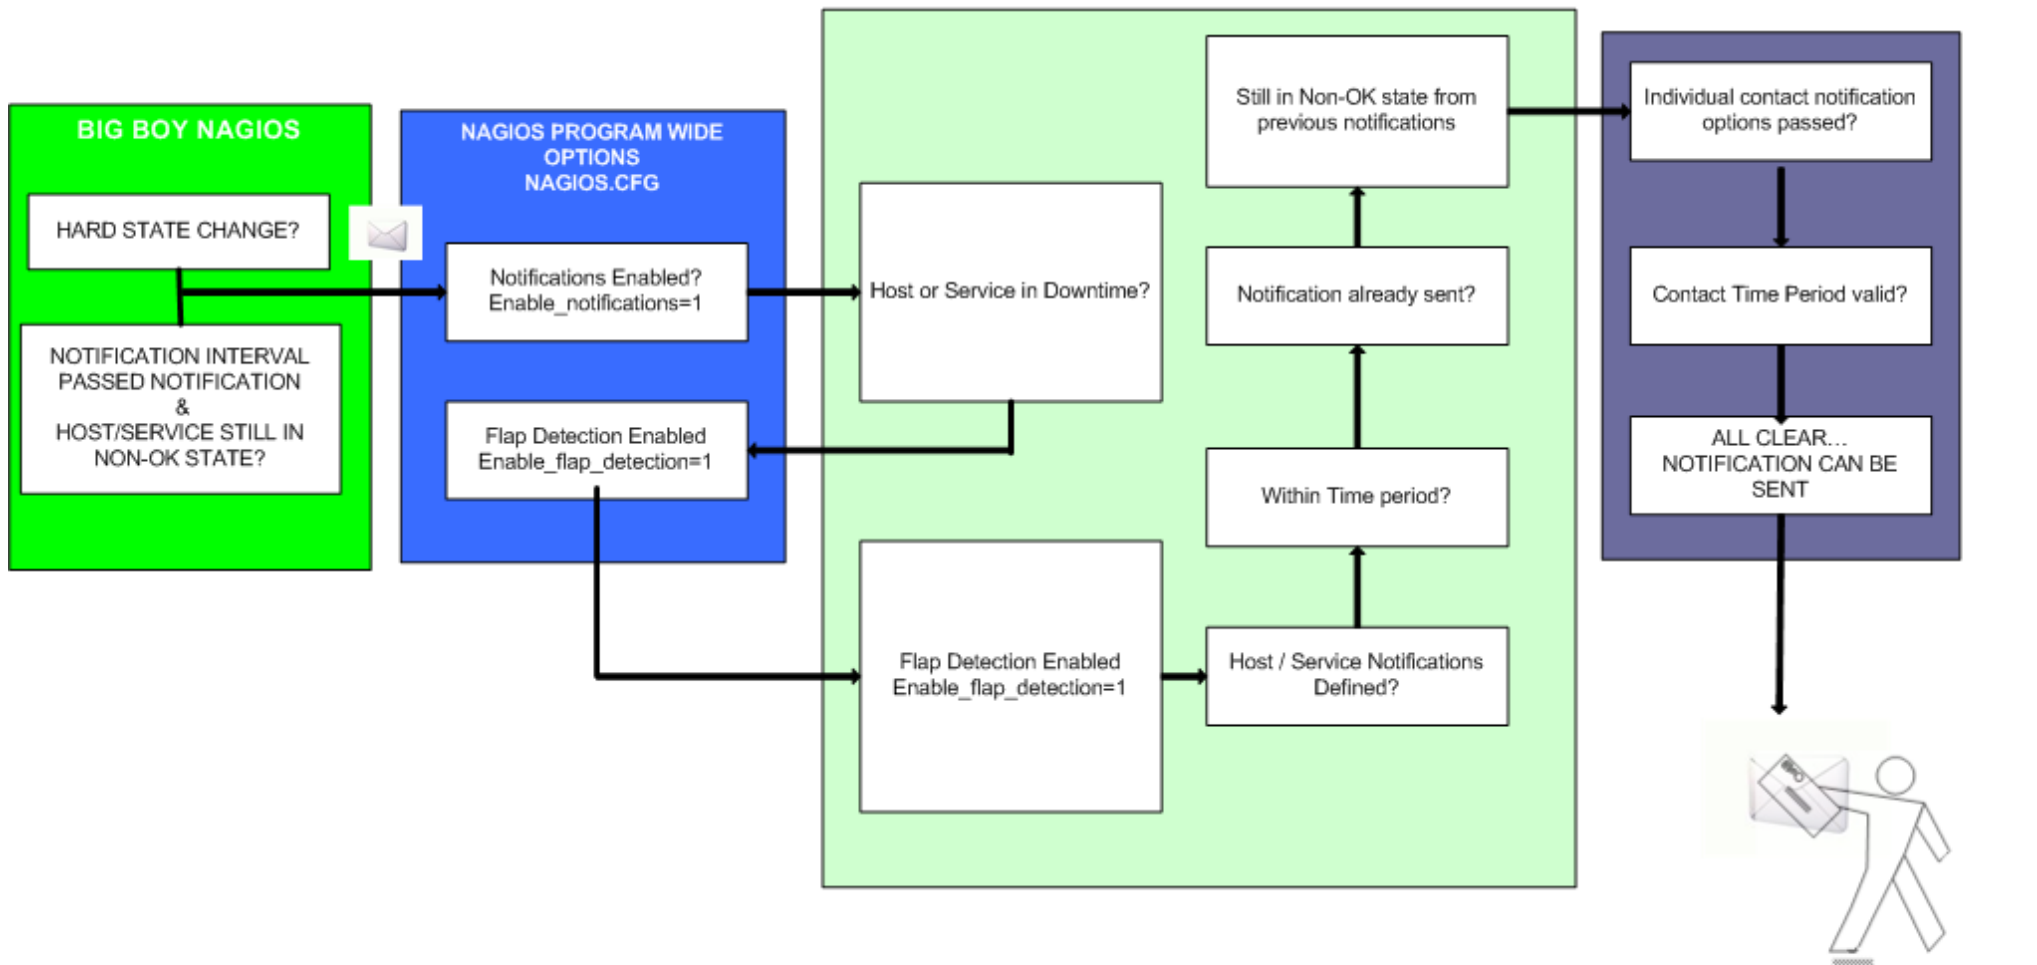 BIG BOY NAGIOS
HARD STATE CHANGE?
NOTIFICATION INTERVAL
PASSED NOTIFICATION
&
HOST/SERVICE STILL IN
NON-OK STATE?
NAGIOS PROGRAM WIDE
OPTIONS
NAGIOS.CFG
Notifications Enabled?
Enable_notifications=1
Flap Detection Enabled
Enable_flap_detection=1
Host or Service in Downtime?
Flap Detection Enabled
Enable_flap_detection=1
Still in Non-OK state from
previous notifications
Notification already sent?
Within Time period?
Host / Service Notifications
Defined?
Individual contact notification
options passed?
Contact Time Period valid?
ALL CLEAR...
NOTIFICATION CAN BE
SENT